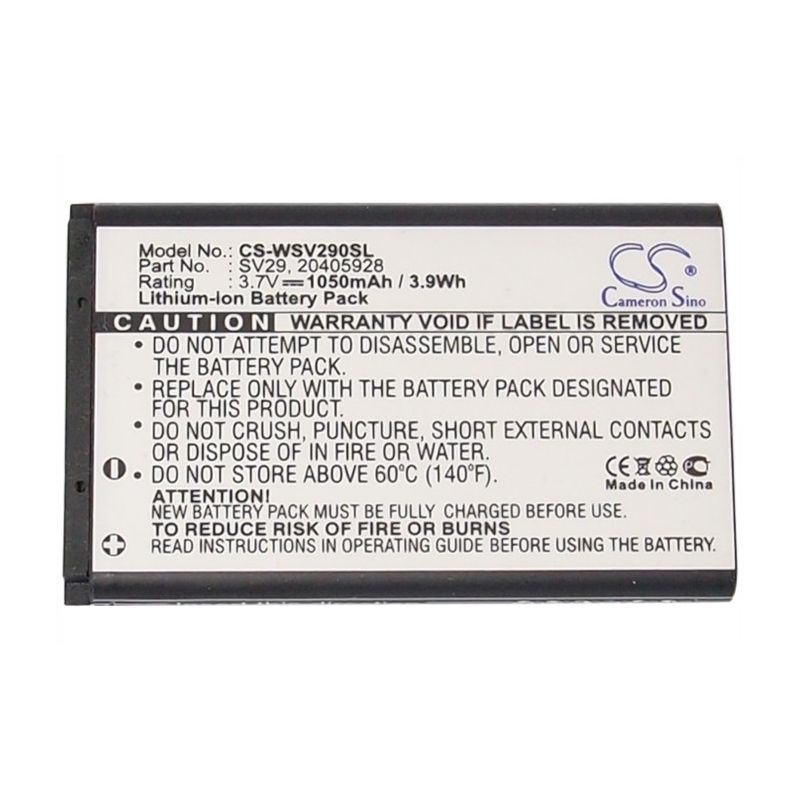 Model No.: CS-WSV290SL
Part No. : SV29, 20405928
Rating : 3.7V 1050mAh / 3.9Wh
Lithium-ion Battery Pack
CS
Cameron Sino
CAUTION WARRANTY VOID IF LABEL IS REMOVED
• DO NOT ATTEMPT TO DISASSEMBLE, OPEN OR SERVICE
THE BATTERY PACK.
• REPLACE ONLY WITH THE BATTERY PACK DESIGNATED
FOR THIS PRODUCT.
• DO NOT CRUSH, PUNCTURE, SHORT EXTERNAL CONTACTS
OR DISPOSE OF IN FIRE OR WATER.
• DO NOT STORE ABOVE 60°C (140°F).
CE
Made in China
ATTENTION!
NEW BATTERY PACK MUST BE FULLY CHARGED BEFORE USE.
TO REDUCE RISK OF FIRE OR BURNS
READ INSTRUCTIONS IN OPERATING GUIDE BEFORE USING THE BATTERY.